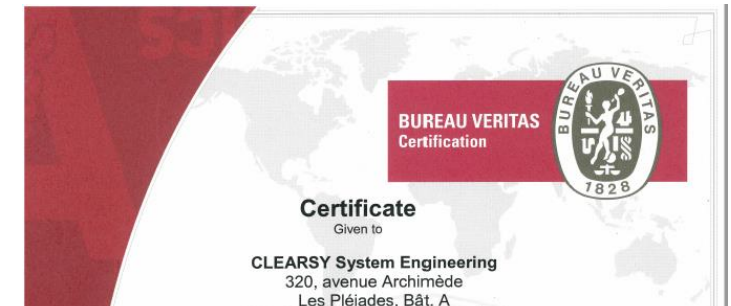 BUREAU VERITAS
Certification
BUREAU VERITAS
1828
Certificate
Given to
CLEARSY System Engineering
320, avenue Archimède
Les Pléiades, Bât. A